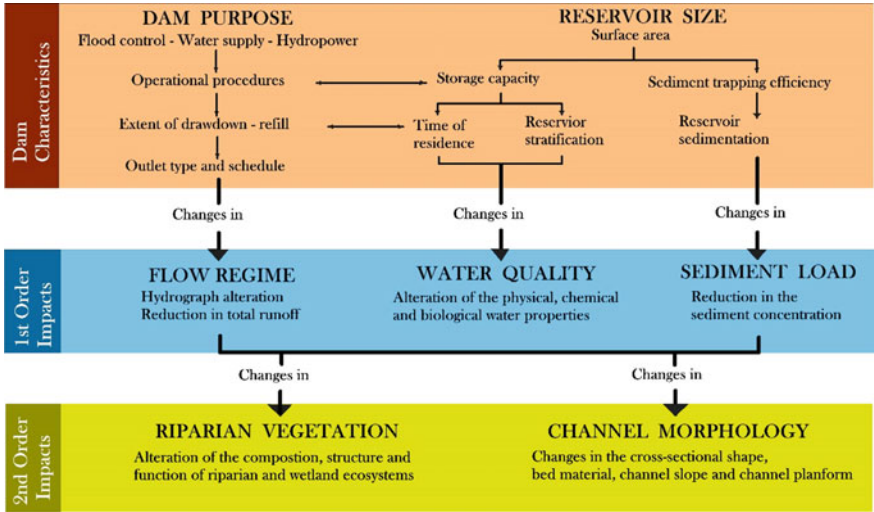 Dam
Characteristics
DAM PURPOSE
Flood control - Water supply - Hydropower
Operational procedures
Extent of drawdown - refill
Outlet type and schedule
RESERVOIR SIZE
Surface area
Storage capacity
Sediment trapping efficiency
Time of
residence
Reservior
stratification
Reservoir
sedimentation
Changes in
Changes in
Changes in
1st Order
Impacts
FLOW REGIME
Hydrograph alteration
Reduction in total runoff
WATER QUALITY
Alteration of the physical, chemical
and biological water properties
SEDIMENT LOAD
Reduction in the
sediment concentration
Changes in
Changes in
2nd Order
Impacts
RIPARIAN VEGETATION
Alteration of the compostion, structure and
function of riparian and wetland ecosystems
CHANNEL MORPHOLOGY
Changes in the cross-sectional shape,
bed material, channel slope and channel planform